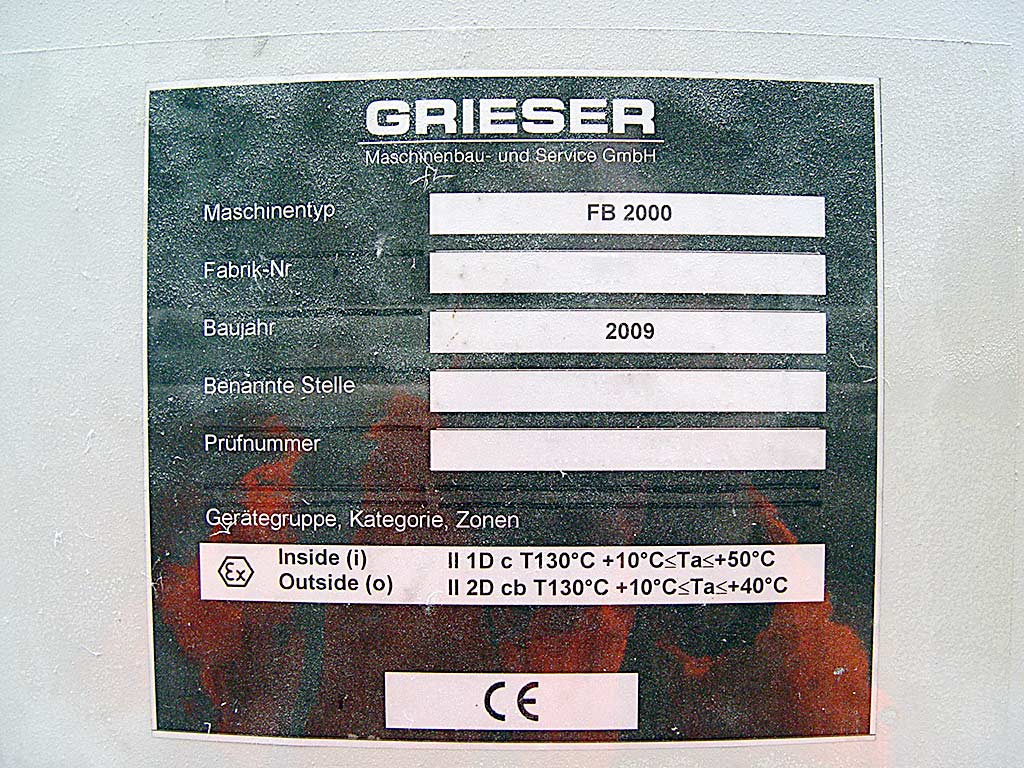 GRIESER
Maschinenbau- und Service GmbH
Maschinentyp FB 2000
Fabrik-Nr
Baujahr 2009
Benannte Stelle
Prüfnummer
Gerätegruppe, Kategorie, Zonen
Ex Inside (i) II 1D c T130°C +10°C≤Ta≤+50°C
Outside (o) II 2D cb T130°C +10°C≤Ta≤+40°C
CE